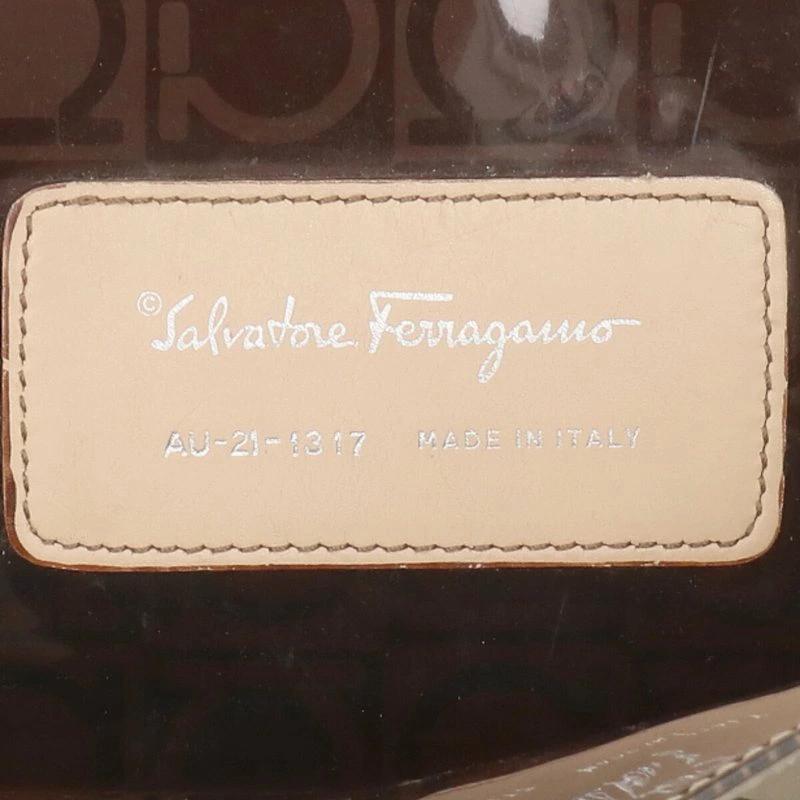 © Salvatore Ferragamo
AU-21-1317 MADE IN ITALY